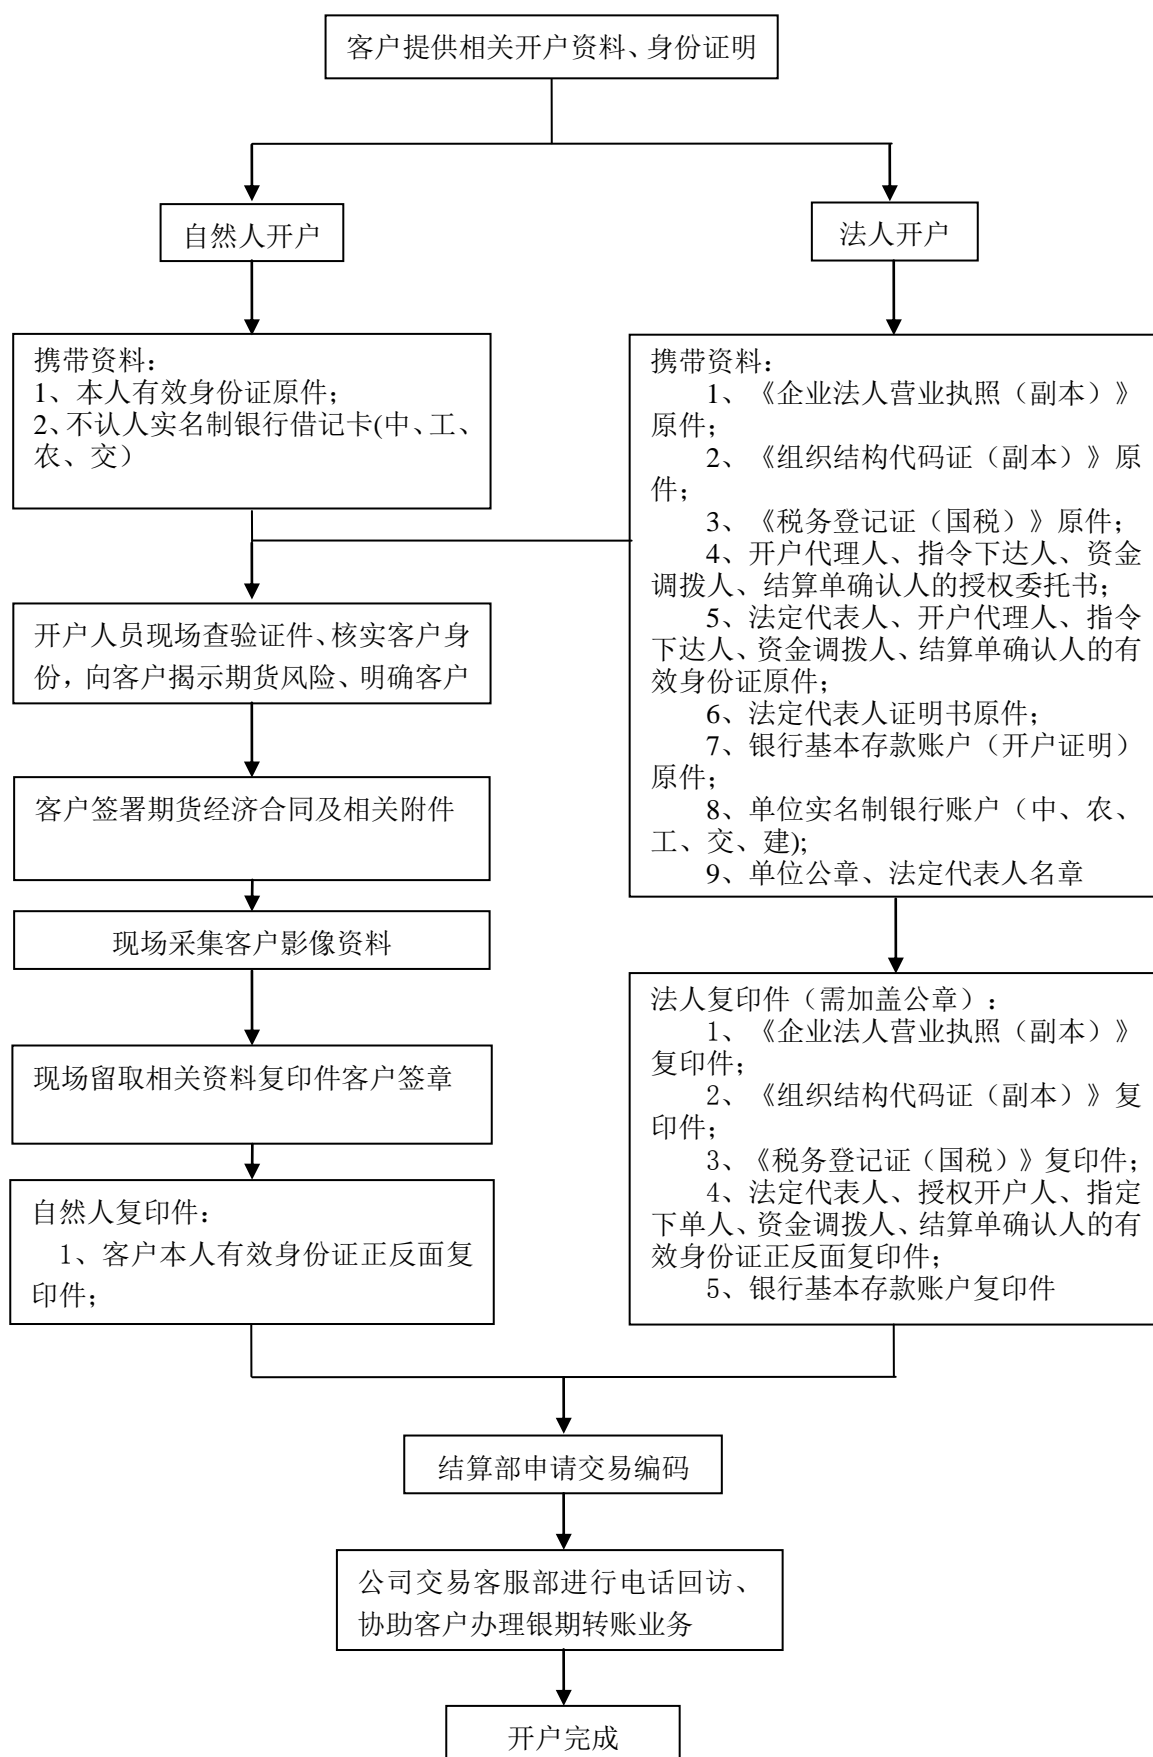 客户提供相关开户资料、身份证明
自然人开户
法人开户
携带资料：
1、本人有效身份证原件；
2、不认人实名制银行借记卡(中、工、
农、交）
开户人员现场查验证件、核实客户身
份，向客户揭示期货风险、明确客户
客户签署期货经济合同及相关附件
现场采集客户影像资料
现场留取相关资料复印件客户签章
自然人复印件：
1、客户本人有效身份证正反面复
印件；
携带资料：
1、《企业法人营业执照（副本）》
原件；
2、《组织结构代码证（副本）》原
件；
3、《税务登记证（国税）》原件；
4、开户代理人、指令下达人、资金
调拨人、结算单确认人的授权委托书；
5、法定代表人、开户代理人、指令
下达人、资金调拨人、结算单确认人的有
效身份证原件；
6、法定代表人证明书原件；
7、银行基本存款账户（开户证明）
原件；
8、单位实名制银行账户（中、农、
工、交、建);
9、单位公章、法定代表人名章
法人复印件（需加盖公章）：
1、《企业法人营业执照（副本）》
复印件；
2、《组织结构代码证（副本）》复
印件；
3、《税务登记证（国税）》复印件；
4、法定代表人、授权开户人、指定
下单人、资金调拨人、结算单确认人的有
效身份证正反面复印件；
5、银行基本存款账户复印件
结算部申请交易编码
公司交易客服部进行电话回访、
协助客户办理银期转账业务
开户完成